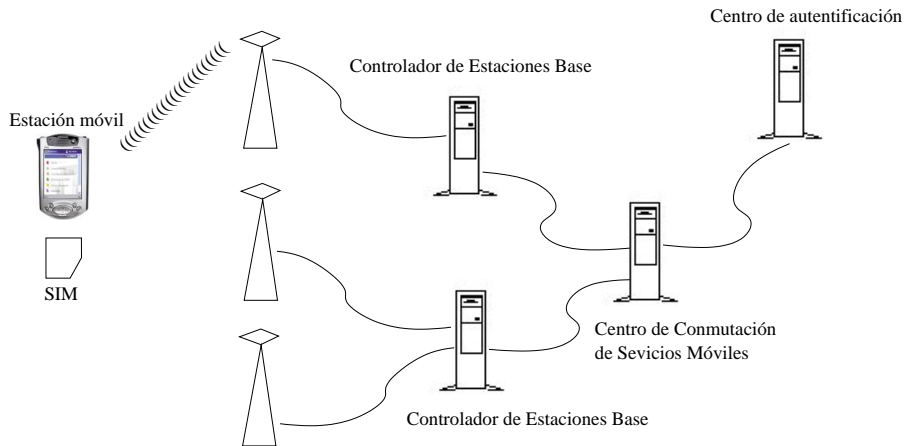 Centro de autentificación
Controlador de Estaciones Base
Estación móvil
SIM
Centro de Conmutación
de Sevicios Móviles
Controlador de Estaciones Base